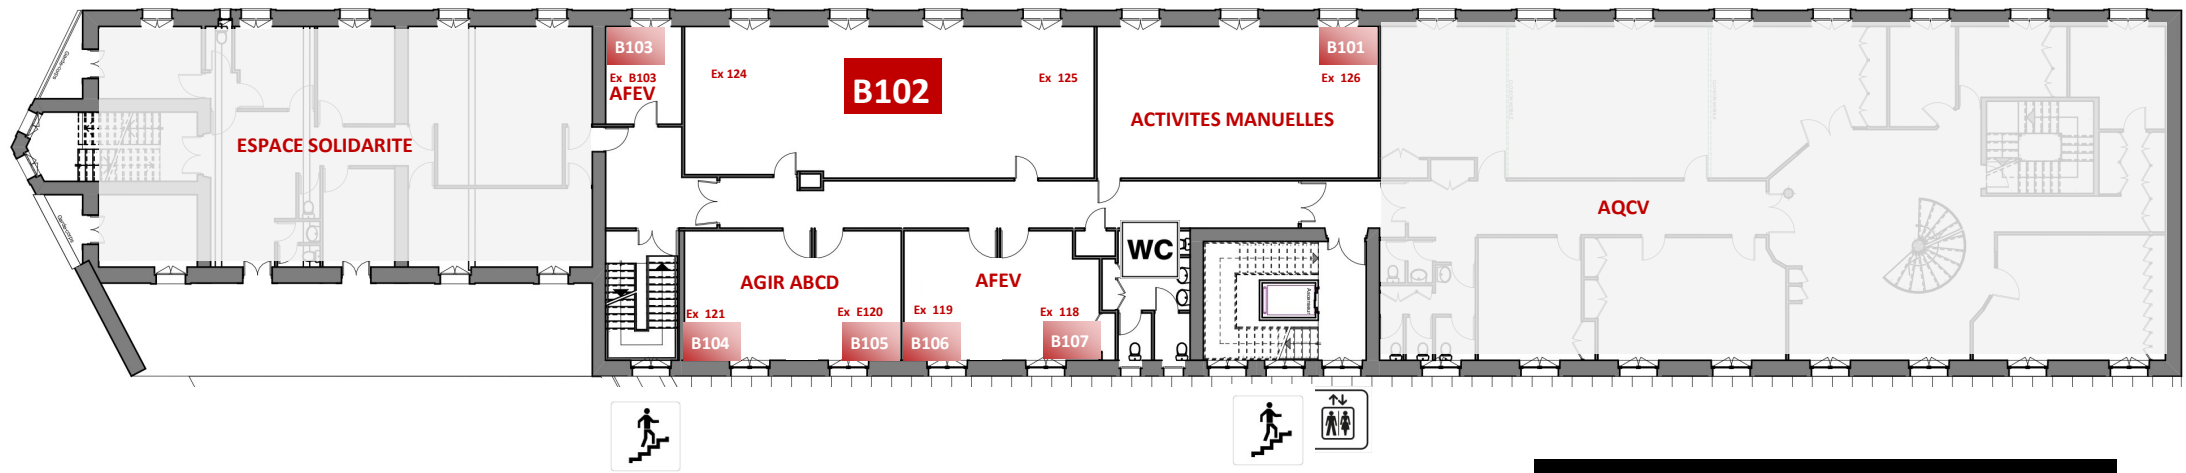 B103
Ex B103
AFEV
Ex 124
B102
Ex 125
B101
Ex 126
ACTIVITES MANUELLES
ESPACE SOLIDARITE
AQCV
WC
AGIR ABCD
AFEV
Ex 121
B104
Ex E120
B105
Ex 119
B106
Ex 118
B107
Ascenseur